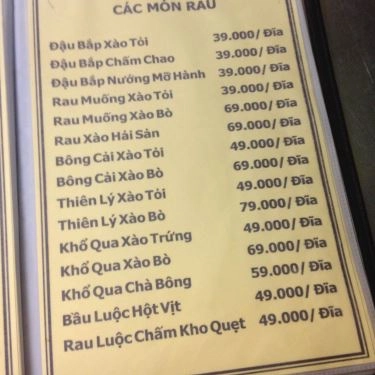 CÁC MÓN RAU
Đậu Bắp Xào Tỏi 39.000/ Đĩa
Đậu Bắp Chấm Chao 39.000/ Đĩa
Đậu Bắp Nướng Mỡ Hành 39.000/ Đĩa
Rau Muống Xào Tỏi 39.000/ Đĩa
Rau Muống Xào Bò 69.000/ Đĩa
Rau Xào Hải Sản 69.000/ Đĩa
Bông Cải Xào Tỏi 49.000/ Đĩa
Bông Cải Xào Bò 69.000/ Đĩa
Thiên Lý Xào Tỏi 49.000/ Đĩa
Thiên Lý Xào Bò 79.000/ Đĩa
Khổ Qua Xào Trứng 49.000/ Đĩa
Khổ Qua Xào Bò 69.000/ Đĩa
Khổ Qua Chà Bông 59.000/ Đĩa
Bầu Luộc Hột Vịt 49.000/ Đĩa
Rau Luộc Chấm Kho Quẹt 49.000/ Đĩa